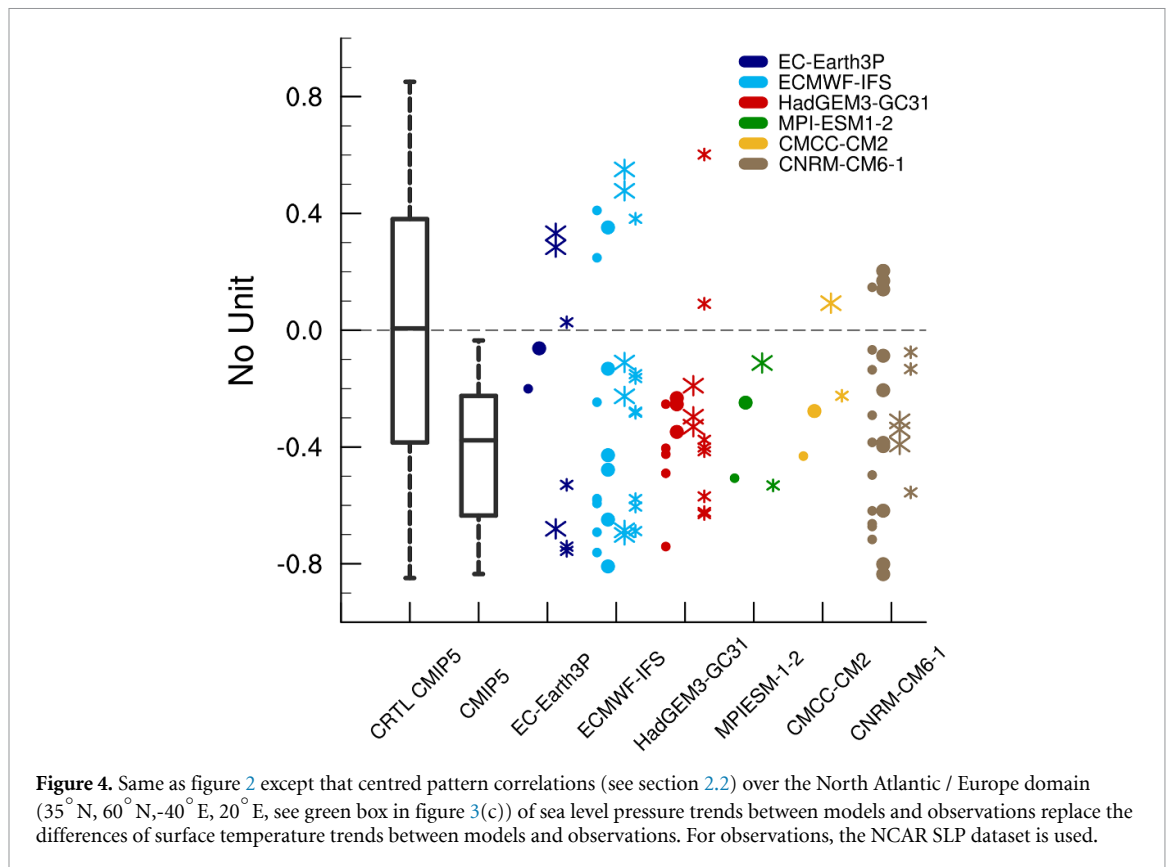 EC-Earth3P
ECMWF-IFS
HadGEM3-GC31
MPI-ESM1-2
CMCC-CM2
CNRM-CM6-1
No Unit
0.8
0.4
0.0
-0.4
-0.8
CRTL CMIP5
CMIP5
EC-Earth3P
ECMWF-IFS
HadGEM3-GC31
MPIESM-1-2
CMCC-CM2
CNRM-CM6-1
Figure 4. Same as figure 2 except that centred pattern correlations (see section 2.2) over the North Atlantic / Europe domain
(35°N, 60°N,-40°E, 20°E, see green box in figure 3(c)) of sea level pressure trends between models and observations replace the
differences of surface temperature trends between models and observations. For observations, the NCAR SLP dataset is used.